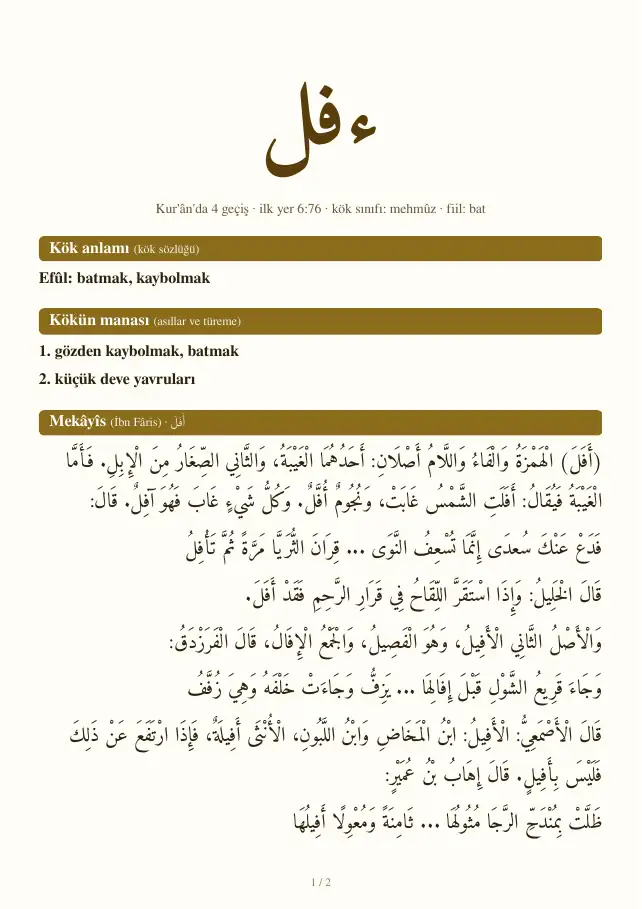 ء فل
Kur'ân'da 4 geçiş · ilk yer 6:76 · kök sınıfı: mehmûz · fiil: bat
Kök anlamı (kök sözlüğü)
Efûl: batmak, kaybolmak
Kökün manası (asıllar ve türeme)
1. gözden kaybolmak, batmak
2. küçük deve yavruları
Mekâyîs (İbn Fâris) · أَفَلَ
(أَفَلَ) الْهَمْزَةُ وَالْفَاءُ وَاللَّامُ أَصْلَانِ: أَحَدُهُمَا الْغَيْبَةُ، وَالثَّانِي الصِّغَارُ مِنَ الْإِبِلِ. فَأَمَّا
الْغَيْبَةُ فَيُقَالُ: أَفَلَتِ الشَّمْسُ غَابَتْ، وَنُجُومٌ أُفَّلٌ. وَكُلُّ شَيْءٍ غَابَ فَهُوَ آفِلٌ. قَالَ:
فَدَعْ عَنْكَ سُعدَى إِنَّمَا تُسْعِفُ النَّوَى ... قِرَانَ الثُّرَيَّا مَرَّةً ثُمَّ تَأْفِلُ
قَالَ الْخَلِيلُ: وَإِذَا اسْتَقَرَّ اللِّقَاحُ فِي قَرَارِ الرَّحِمِ فَقَدْ أَفَلَ.
وَالْأَصْلُ الثَّانِي الْأَفِيلُ، وَهُوَ الْفَصِيلُ، وَالْجَمْعُ الْإِفَالُ، قَالَ الْفَرَزْدَقُ:
وَجَاءَ قَرِيعُ الشَّوْلِ قَبْلَ إِفَالِهَا ... يَزِفُّ وَجَاءَتْ خَلْفَهُ وَهِيَ زُفَّفُ
قَالَ الْأَصْمَعِيُّ: الْأَفِيلُ: ابْنُ الْمَخَاضِ وَابْنُ اللَّبُونِ، الْأُنْثَى أَفِيلَةٌ، فَإِذَا ارْتَفَعَ عَنْ ذَلِكَ
فَلَيْسَ بِأَفِيلٍ. قَالَ إِهَابُ بْنُ عُمَيْرٍ:
ظَلَّتْ بِمُنْدَحِّ الرَّجَا مُثُولُهَا ... ثَامِنَةً وَمُعْوِلًا أَفِيلُهَا
1 / 2